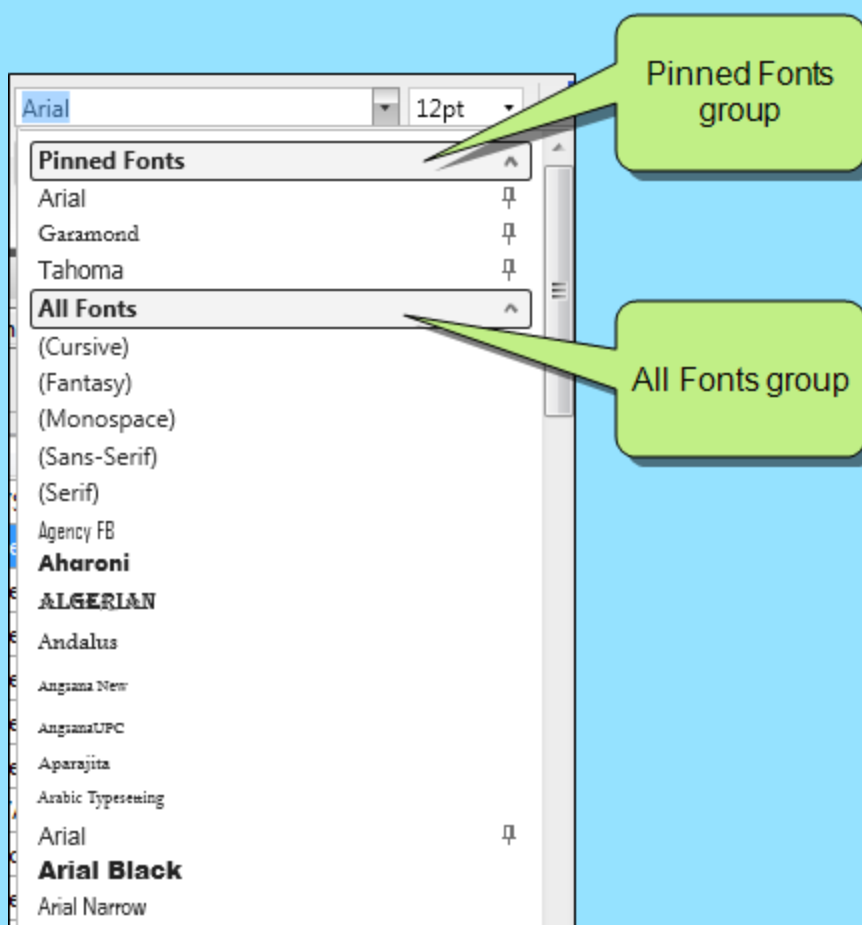 Arial
12pt
Pinned Fonts
group
Pinned Fonts
Arial
Garamond
Tahoma
All Fonts
All Fonts group
(Cursive)
(Fantasy)
(Monospace)
(Sans-Serif)
(Serif)
Agency FB
Aharoni
ALGERIAN
Andalus
Angsana New
AngsanaUPC
Aparajita
Arabic Typesetting
Arial
Arial Black
Arial Narrow